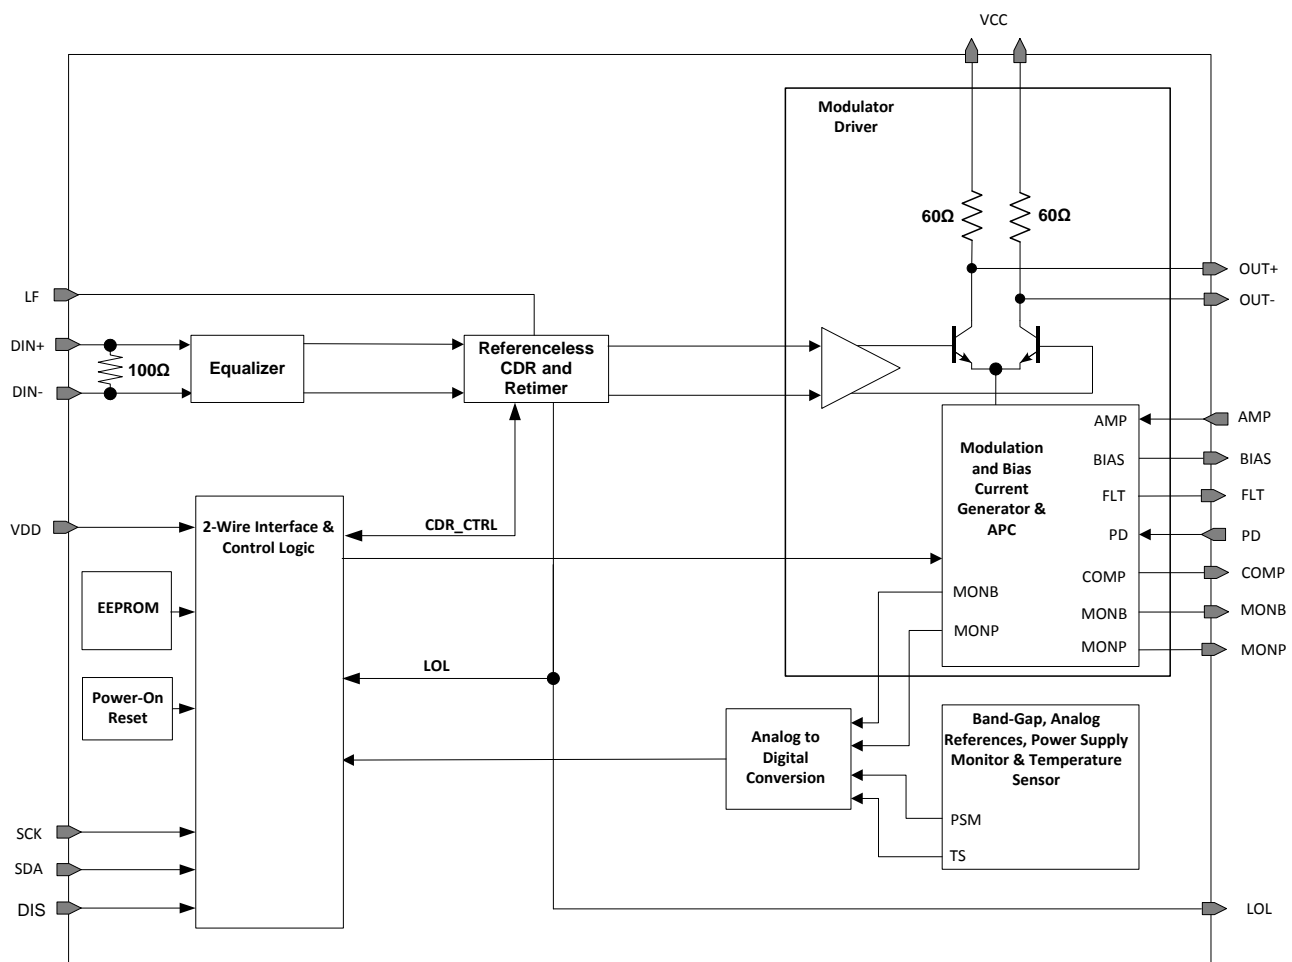 VCC
Modulator
Driver
60Ω
60Ω
OUT+
OUT-
LF
DIN+
DIN-
100Ω
Equalizer
Referenceless
CDR and
Retimer
AMP
BIAS
FLT
PD
COMP
MONB
MONP
Modulation
and Bias
Current
Generator &
APC
MONB
MONP
AMP
BIAS
FLT
PD
COMP
MONB
MONP
VDD
2-Wire Interface &
Control Logic
CDR_CTRL
EEPROM
LOL
Power-On
Reset
Analog to
Digital
Conversion
Band-Gap, Analog
References, Power Supply
Monitor & Temperature
Sensor
PSM
TS
SCK
SDA
DIS
LOL